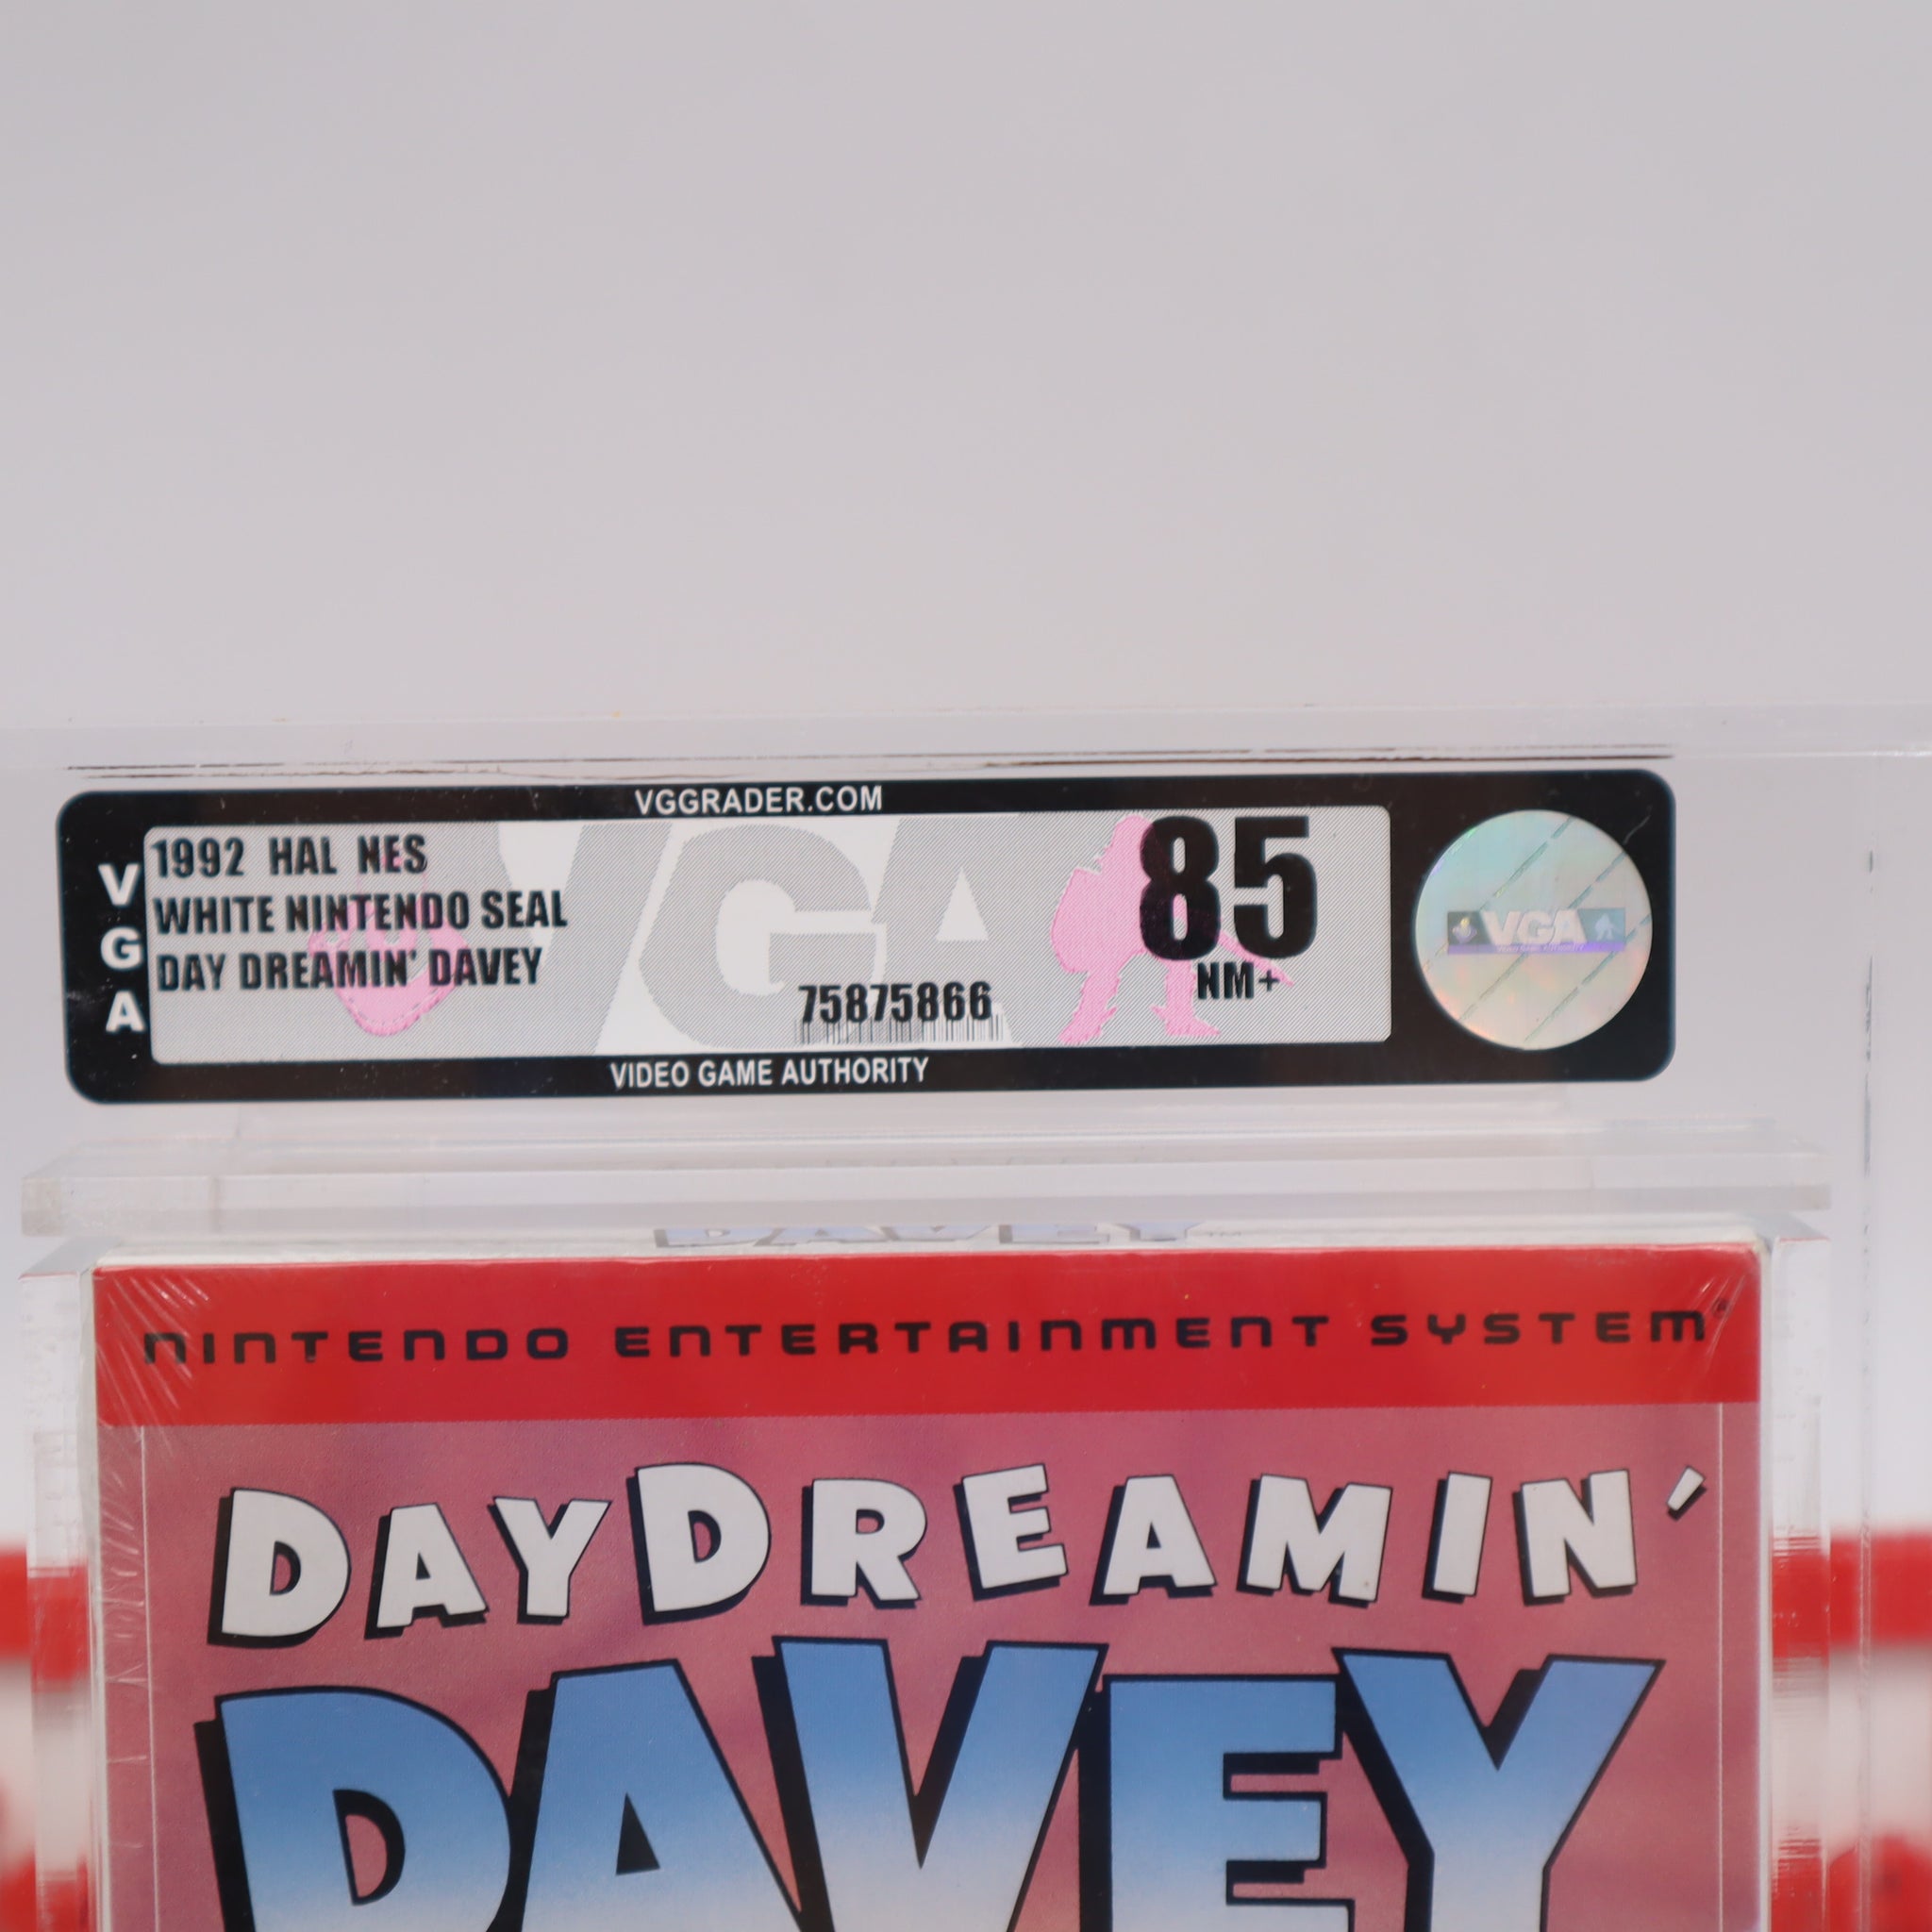 VGGRADER.COM
VGA
1992 HAL NES
WHITE NINTENDO SEAL
DAY DREAMIN' DAVEY
VGA
85
NM+
75875866
VGA
VIDEO GAME AUTHORITY
DAVEY™
NINTENDO ENTERTAINMENT SYSTEM®
DAYDREAMIN'
DAVEY